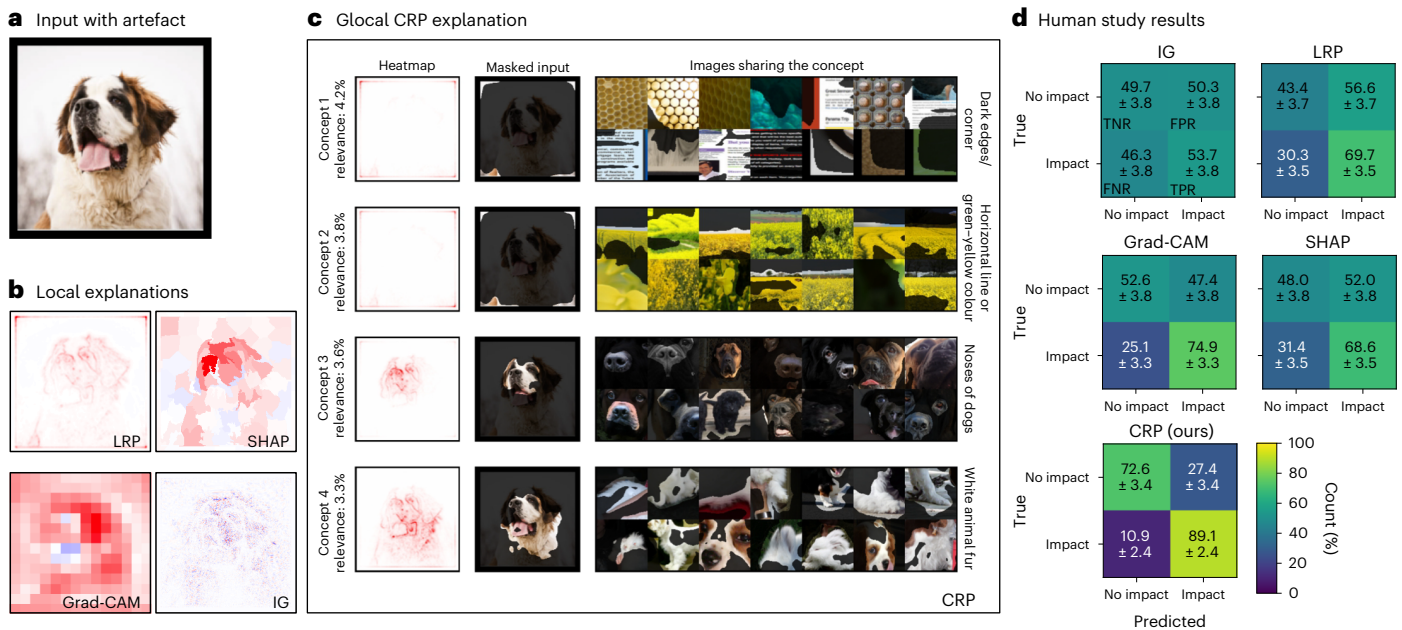 a Input with artefact
b Local explanations
LRP
SHAP
Grad-CAM
IG
c Glocal CRP explanation
Heatmap
Masked input
Images sharing the concept
Concept 1
relevance: 4.2%
Dark edges/
corner
Concept 2
relevance: 3.8%
Horizontal line or
green–yellow colour
Concept 3
relevance: 3.6%
Noses of dogs
Concept 4
relevance: 3.3%
White animal fur
CRP
d Human study results
IG
True
No impact
49.7
± 3.8
TNR
50.3
± 3.8
FPR
Impact
46.3
± 3.8
FNR
53.7
± 3.8
TPR
No impact Impact
LRP
43.4
± 3.7
56.6
± 3.7
30.3
± 3.5
69.7
± 3.5
No impact Impact
Grad-CAM
True
No impact
52.6
± 3.8
47.4
± 3.8
Impact
25.1
± 3.3
74.9
± 3.3
No impact Impact
SHAP
48.0
± 3.8
52.0
± 3.8
31.4
± 3.5
68.6
± 3.5
No impact Impact
CRP (ours)
True
No impact
72.6
± 3.4
27.4
± 3.4
Impact
10.9
± 2.4
89.1
± 2.4
No impact Impact
Predicted
100
80
60
40
20
0
Count (%)